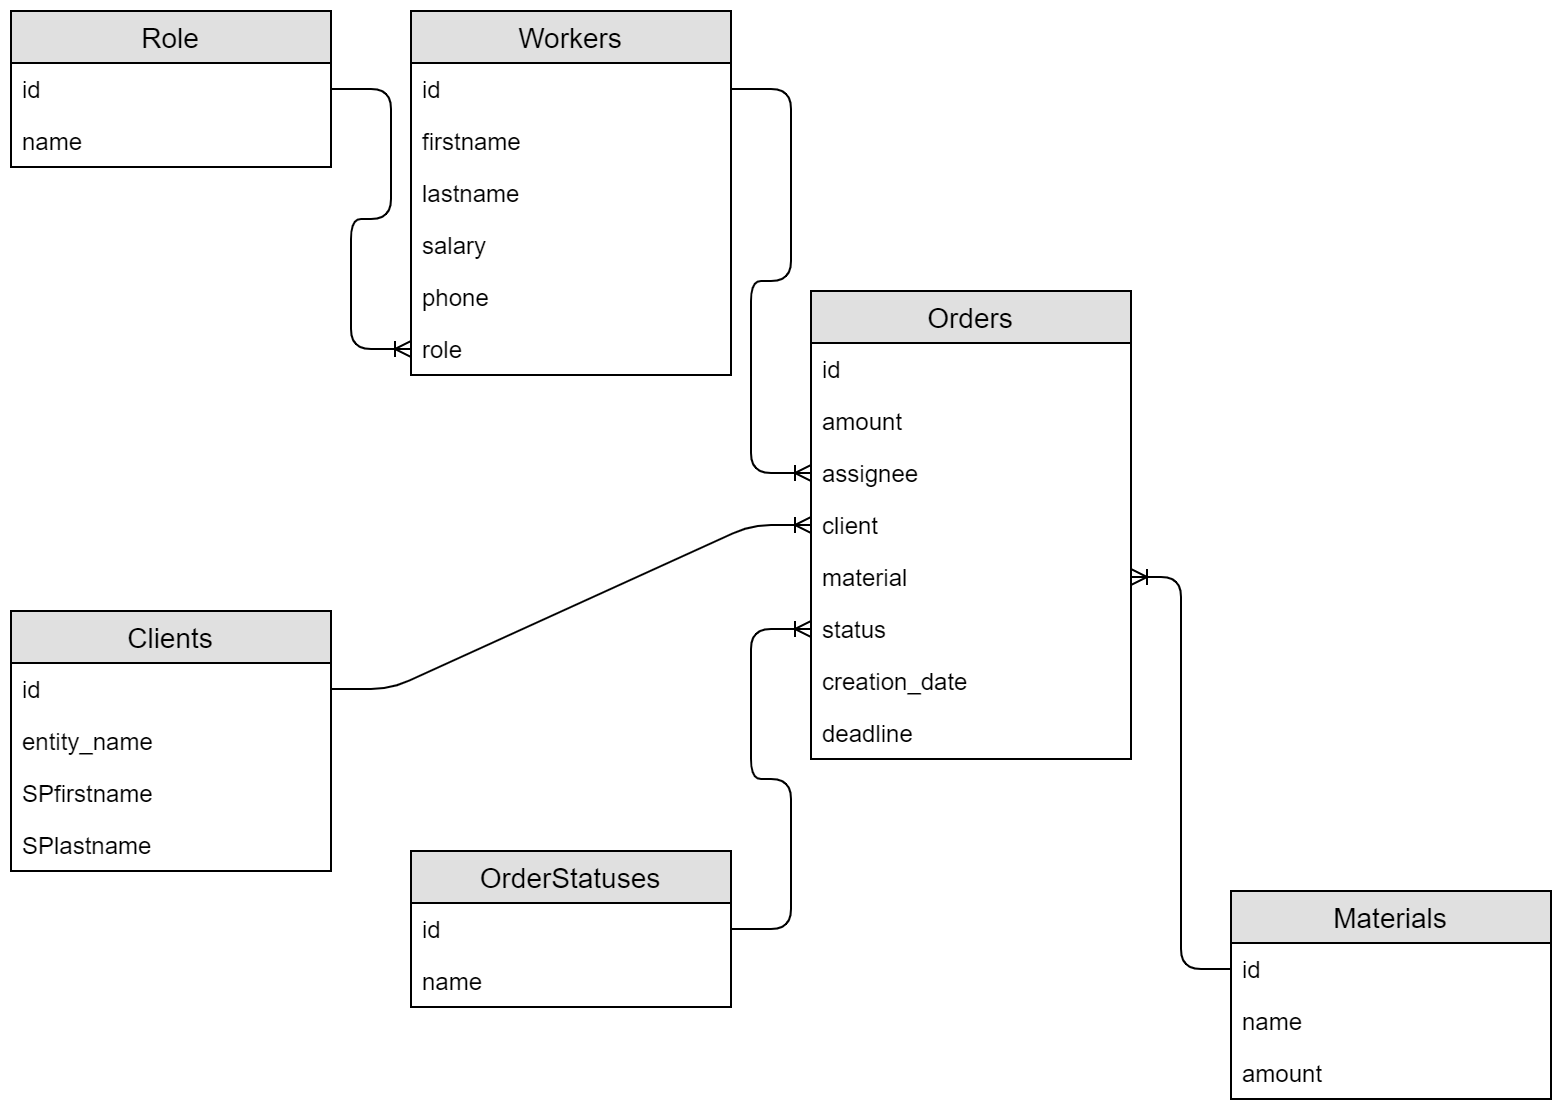 Role
id
name
Workers
id
firstname
lastname
salary
phone
role
Orders
id
amount
assignee
client
material
status
creation_date
deadline
Clients
id
entity_name
SPfirstname
SPlastname
OrderStatuses
id
name
Materials
id
name
amount